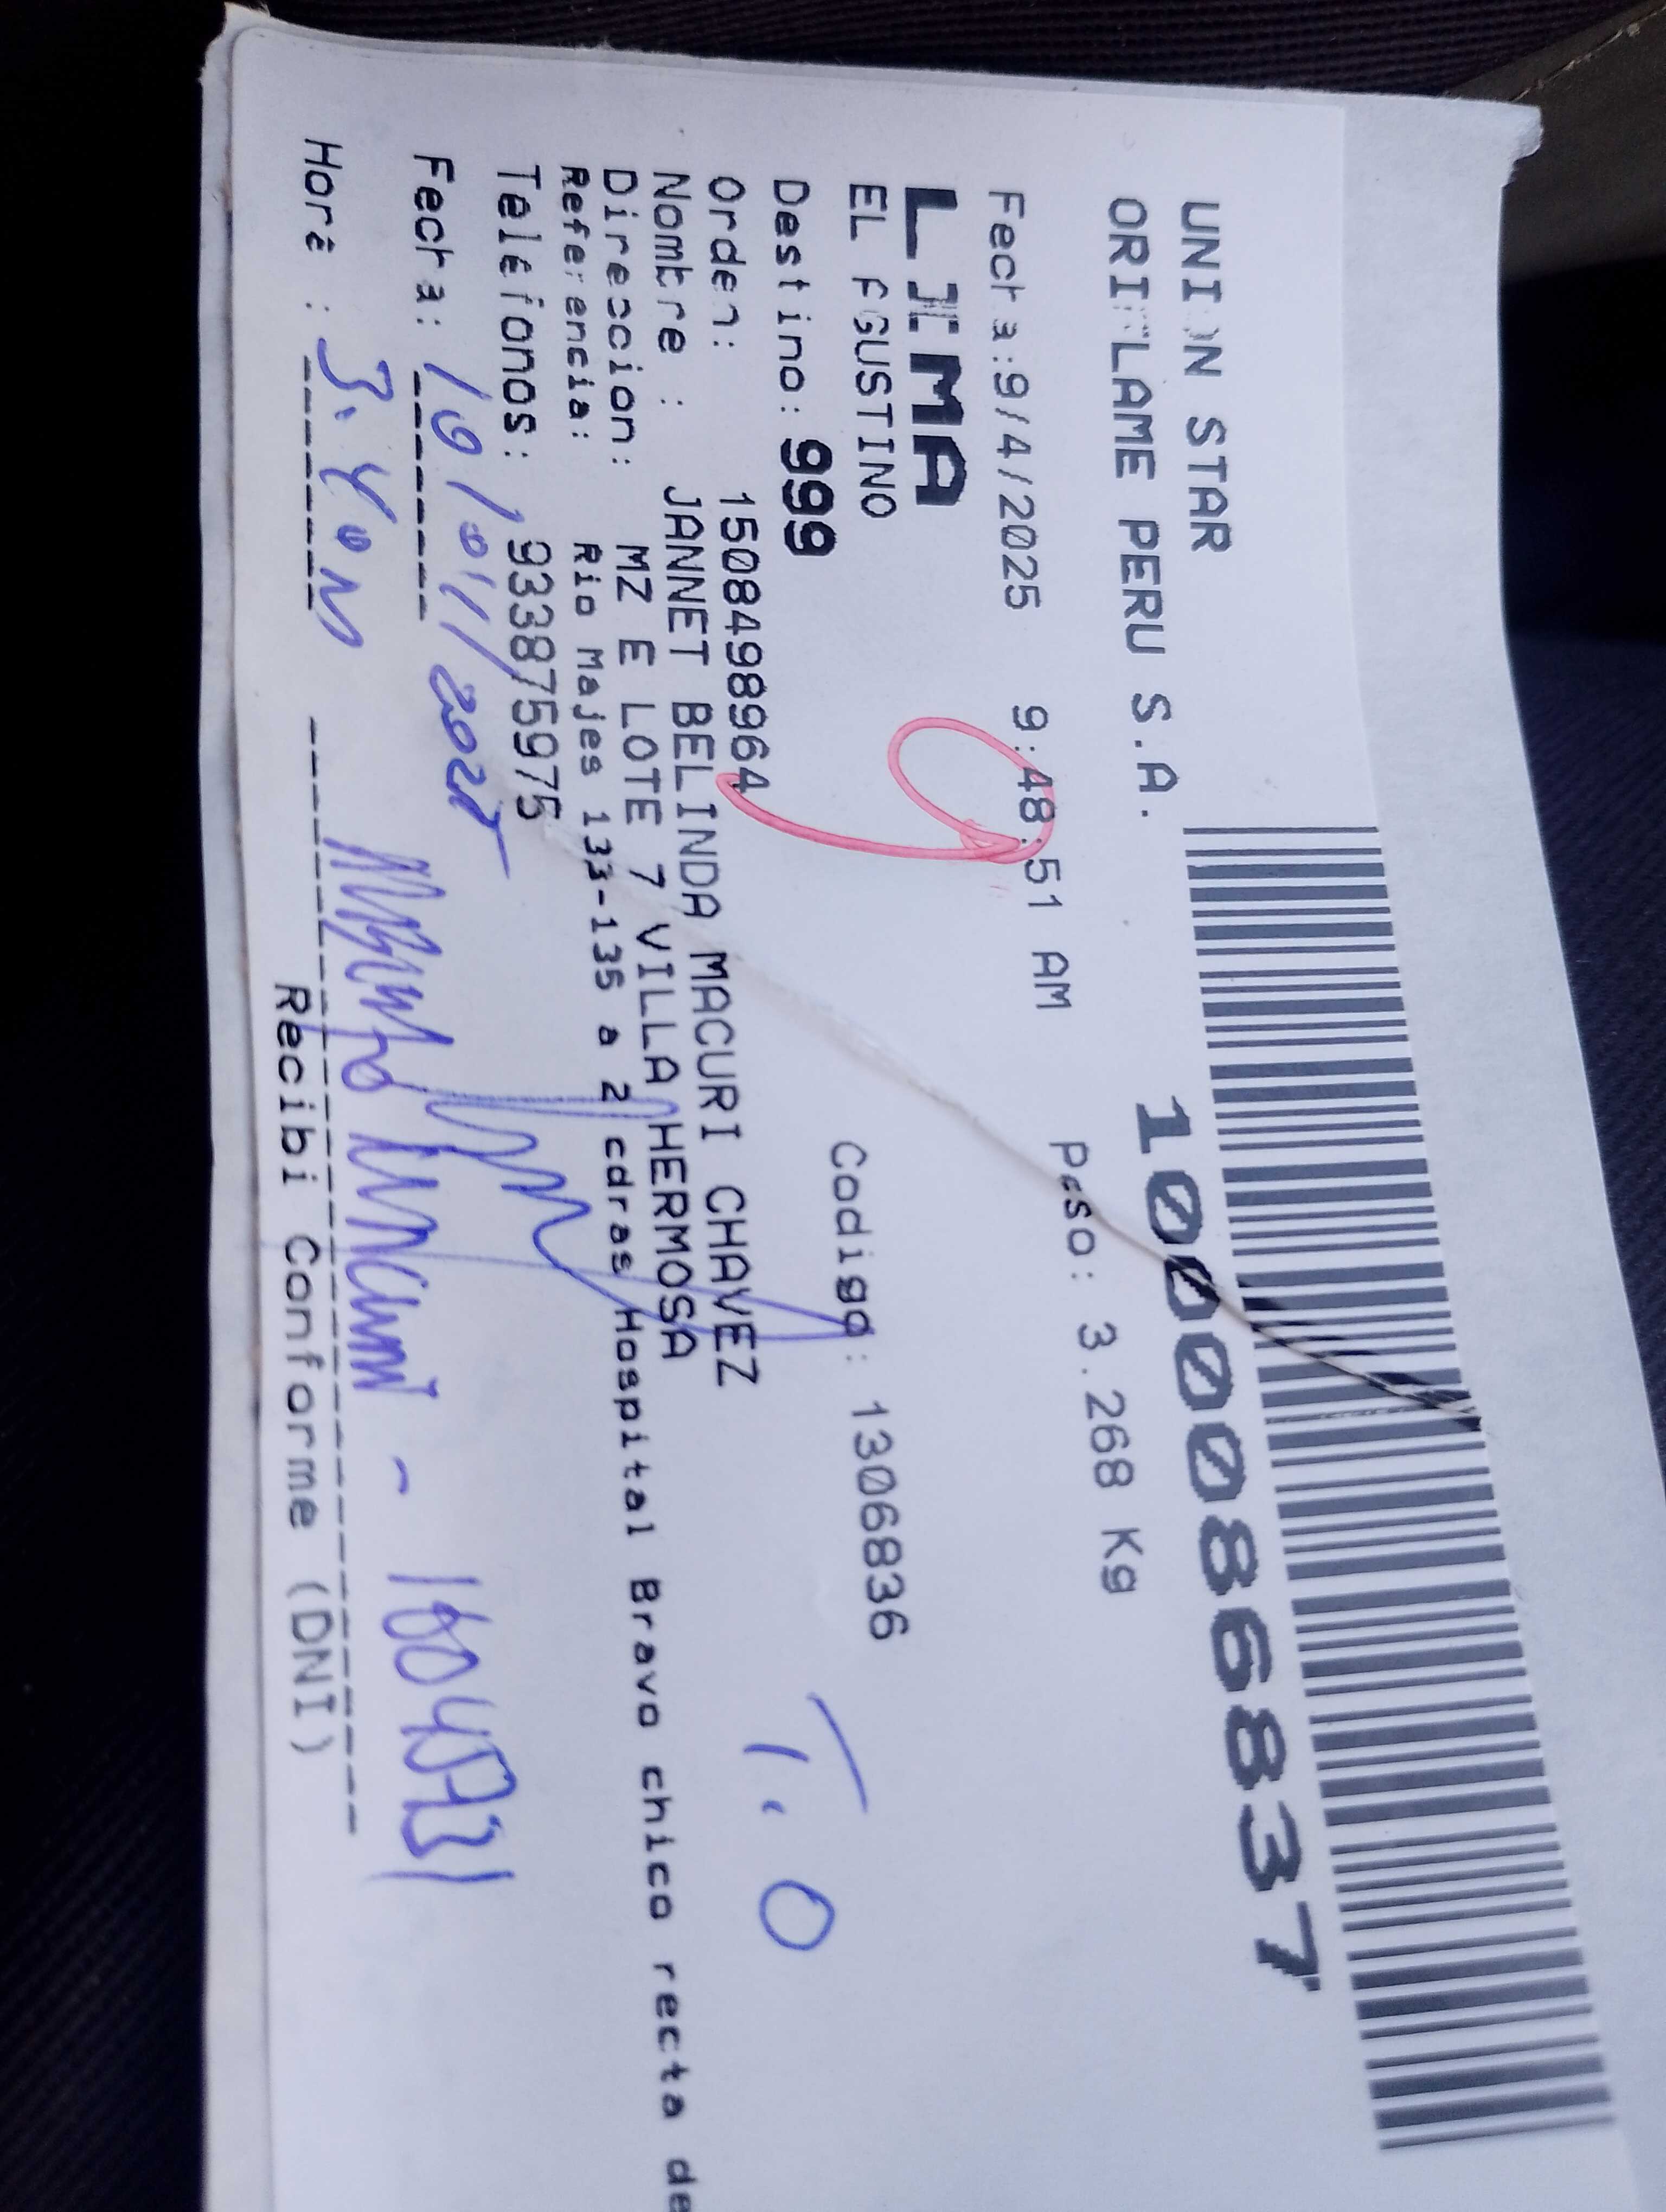 UNION STAR
ORIFLAME PERU S.A.
10000086837
Fecha:9/4/2025 9:48:51 AM Peso: 3.268 Kg
LIMA
EL AGUSTINO
Destino: 999 Codigo: 1306836
Orden: 1508498964
Nombre : JANNET BELINDA MACURI CHAVEZ
Direccion: MZ E LOTE 7 VILLA HERMOSA
Referencia: Rio Majes 133-135 a 2 cdras Hospital Bravo chico recta de
Telefonos: 933875975
T.O
Fecha:
Hora :
Recibi Conforme (DNI)